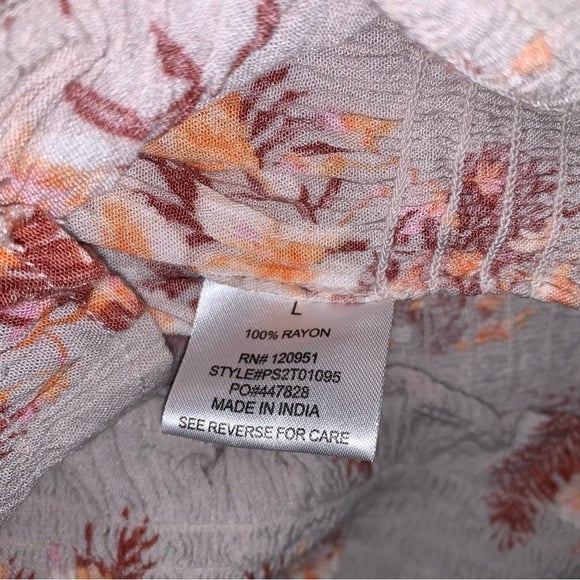 L
100% RAYON
RN# 120951
STYLE#PS2T01095
PO#447828
MADE IN INDIA
SEE REVERSE FOR CARE